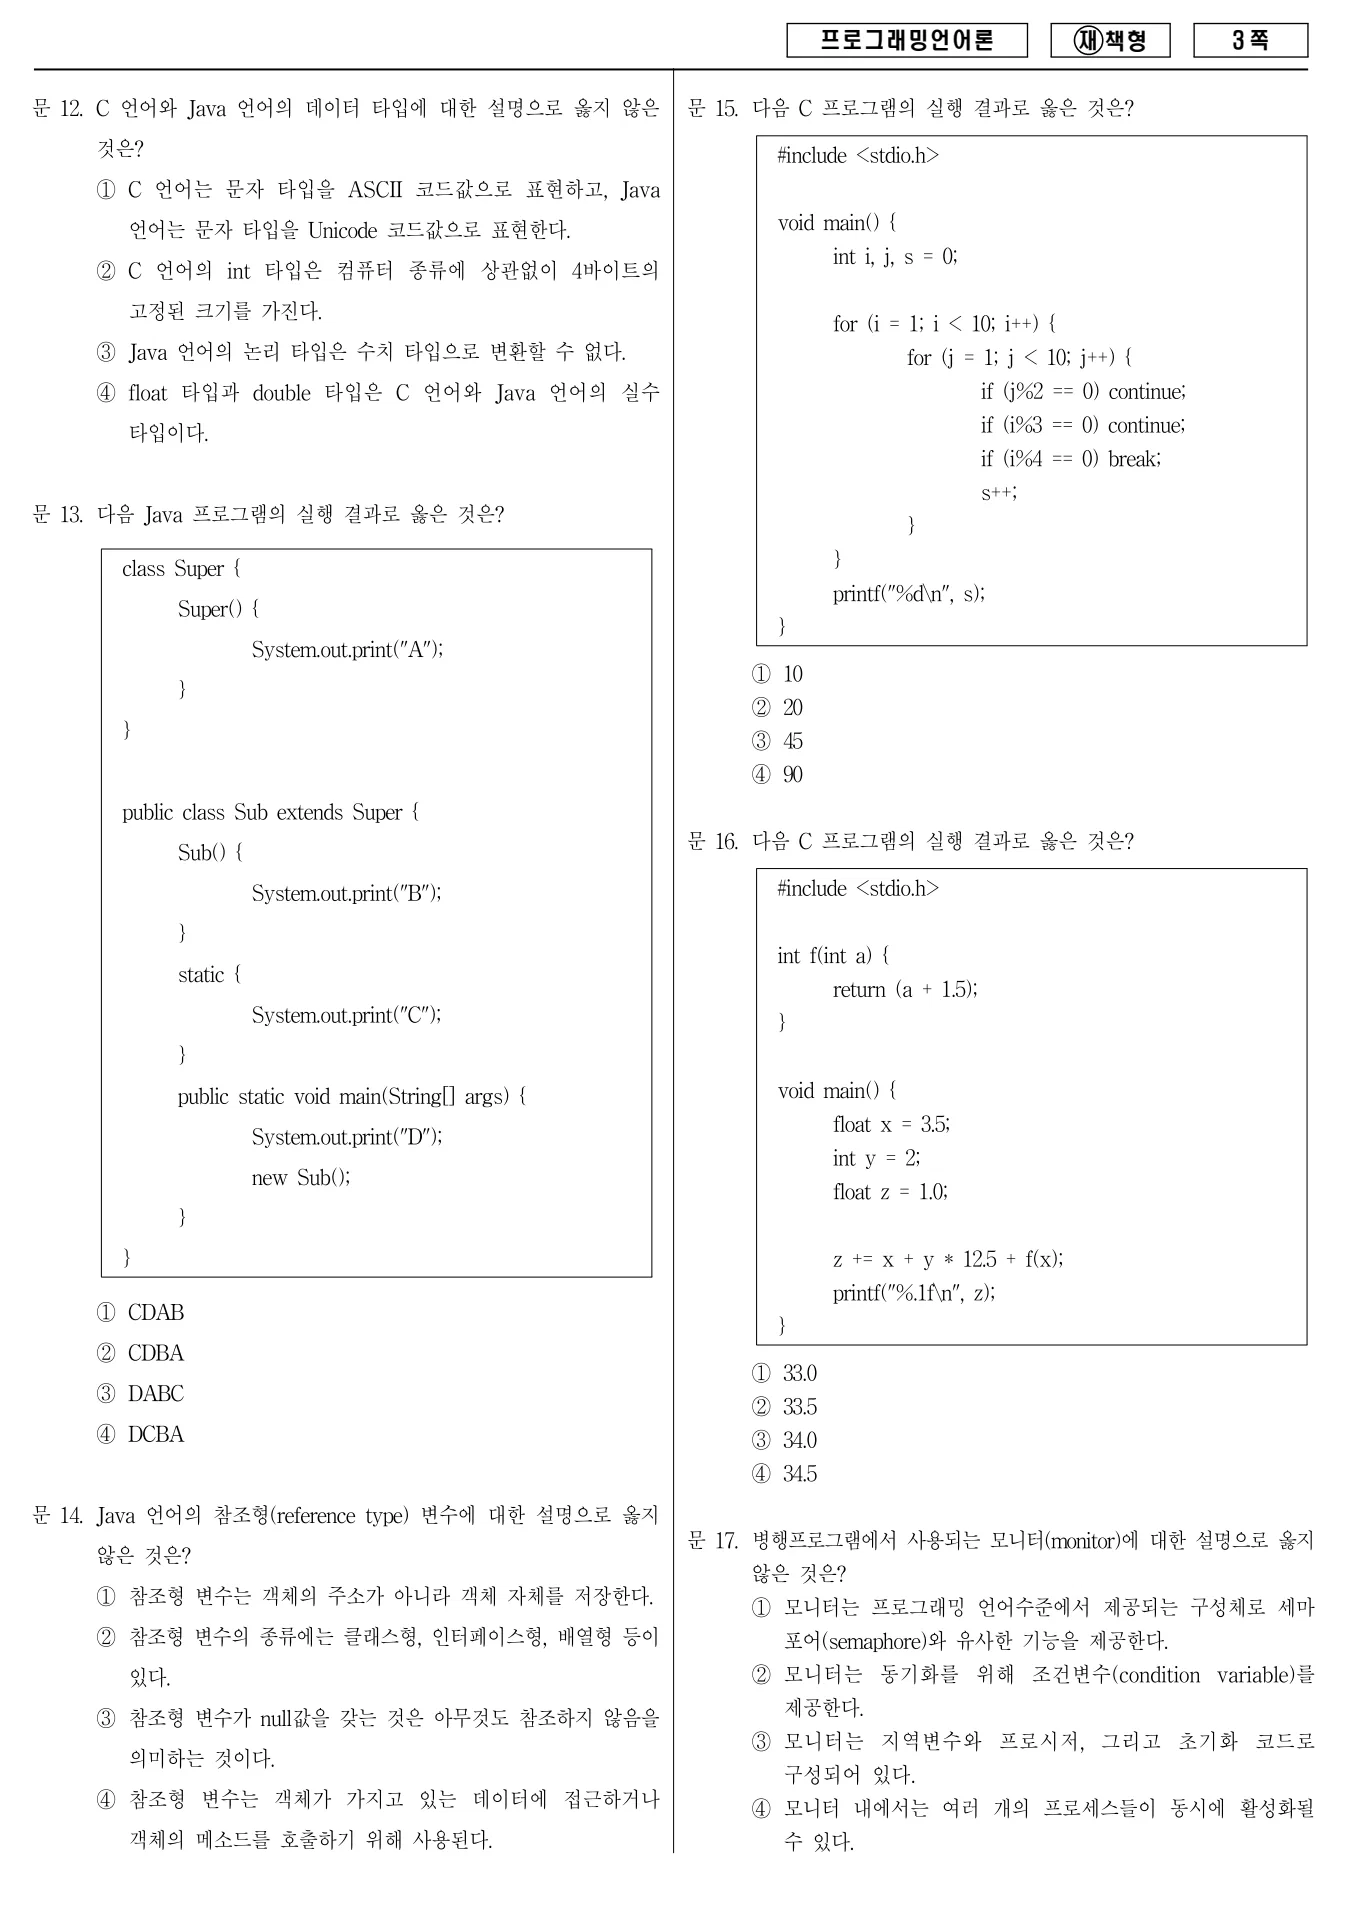 프로그래밍언어론
재책형
3쪽
문 12. C 언어와 Java 언어의 데이터 타입에 대한 설명으로 옳지 않은
것은?
① C 언어는 문자 타입을 ASCII 코드값으로 표현하고, Java
언어는 문자 타입을 Unicode 코드값으로 표현한다.
② C 언어의 int 타입은 컴퓨터 종류에 상관없이 4바이트의
고정된 크기를 가진다.
③ Java 언어의 논리 타입은 수치 타입으로 변환할 수 없다.
④ float 타입과 double 타입은 C 언어와 Java 언어의 실수
타입이다.
문 13. 다음 Java 프로그램의 실행 결과로 옳은 것은?
class Super {
Super() {
System.out.print("A");
}
}
public class Sub extends Super {
Sub() {
System.out.print("B");
}
static {
System.out.print("C");
}
public static void main(String[] args) {
System.out.print("D");
new Sub();
}
}
① CDAB
② CDBA
③ DABC
④ DCBA
문 14. Java 언어의 참조형(reference type) 변수에 대한 설명으로 옳지
않은 것은?
① 참조형 변수는 객체의 주소가 아니라 객체 자체를 저장한다.
② 참조형 변수의 종류에는 클래스형, 인터페이스형, 배열형 등이
있다.
③ 참조형 변수가 null값을 갖는 것은 아무것도 참조하지 않음을
의미하는 것이다.
④ 참조형 변수는 객체가 가지고 있는 데이터에 접근하거나
객체의 메소드를 호출하기 위해 사용된다.
문 15. 다음 C 프로그램의 실행 결과로 옳은 것은?
#include <stdio.h>
void main() {
int i, j, s = 0;
for (i = 1; i < 10; i++) {
for (j = 1; j < 10; j++) {
if (j%2 == 0) continue;
if (i%3 == 0) continue;
if (i%4 == 0) break;
s++;
}
}
printf("%d\n", s);
}
① 10
② 20
③ 45
④ 90
문 16. 다음 C 프로그램의 실행 결과로 옳은 것은?
#include <stdio.h>
int f(int a) {
return (a + 1.5);
}
void main() {
float x = 3.5;
int y = 2;
float z = 1.0;
z += x + y * 12.5 + f(x);
printf("%.1f\n", z);
}
① 33.0
② 33.5
③ 34.0
④ 34.5
문 17. 병행프로그램에서 사용되는 모니터(monitor)에 대한 설명으로 옳지
않은 것은?
① 모니터는 프로그래밍 언어수준에서 제공되는 구성체로 세마
포어(semaphore)와 유사한 기능을 제공한다.
② 모니터는 동기화를 위해 조건변수(condition variable)를
제공한다.
③ 모니터는 지역변수와 프로시저, 그리고 초기화 코드로
구성되어 있다.
④ 모니터 내에서는 여러 개의 프로세스들이 동시에 활성화될
수 있다.